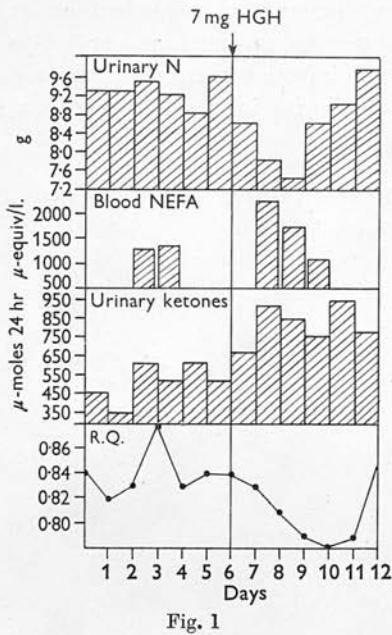 7 mg HGH
Urinary N
9·6
9·2
8·8
8·4
8·0
7·6
7·2
g
Blood NEFA
2000
1500
1000
500
μ-equiv/l.
Urinary ketones
950
850
750
650
550
450
350
μ-moles 24 hr
R.Q.
0·86
0·84
0·82
0·80
1 2 3 4 5 6 7 8 9 10 11 12
Days
Fig. 1